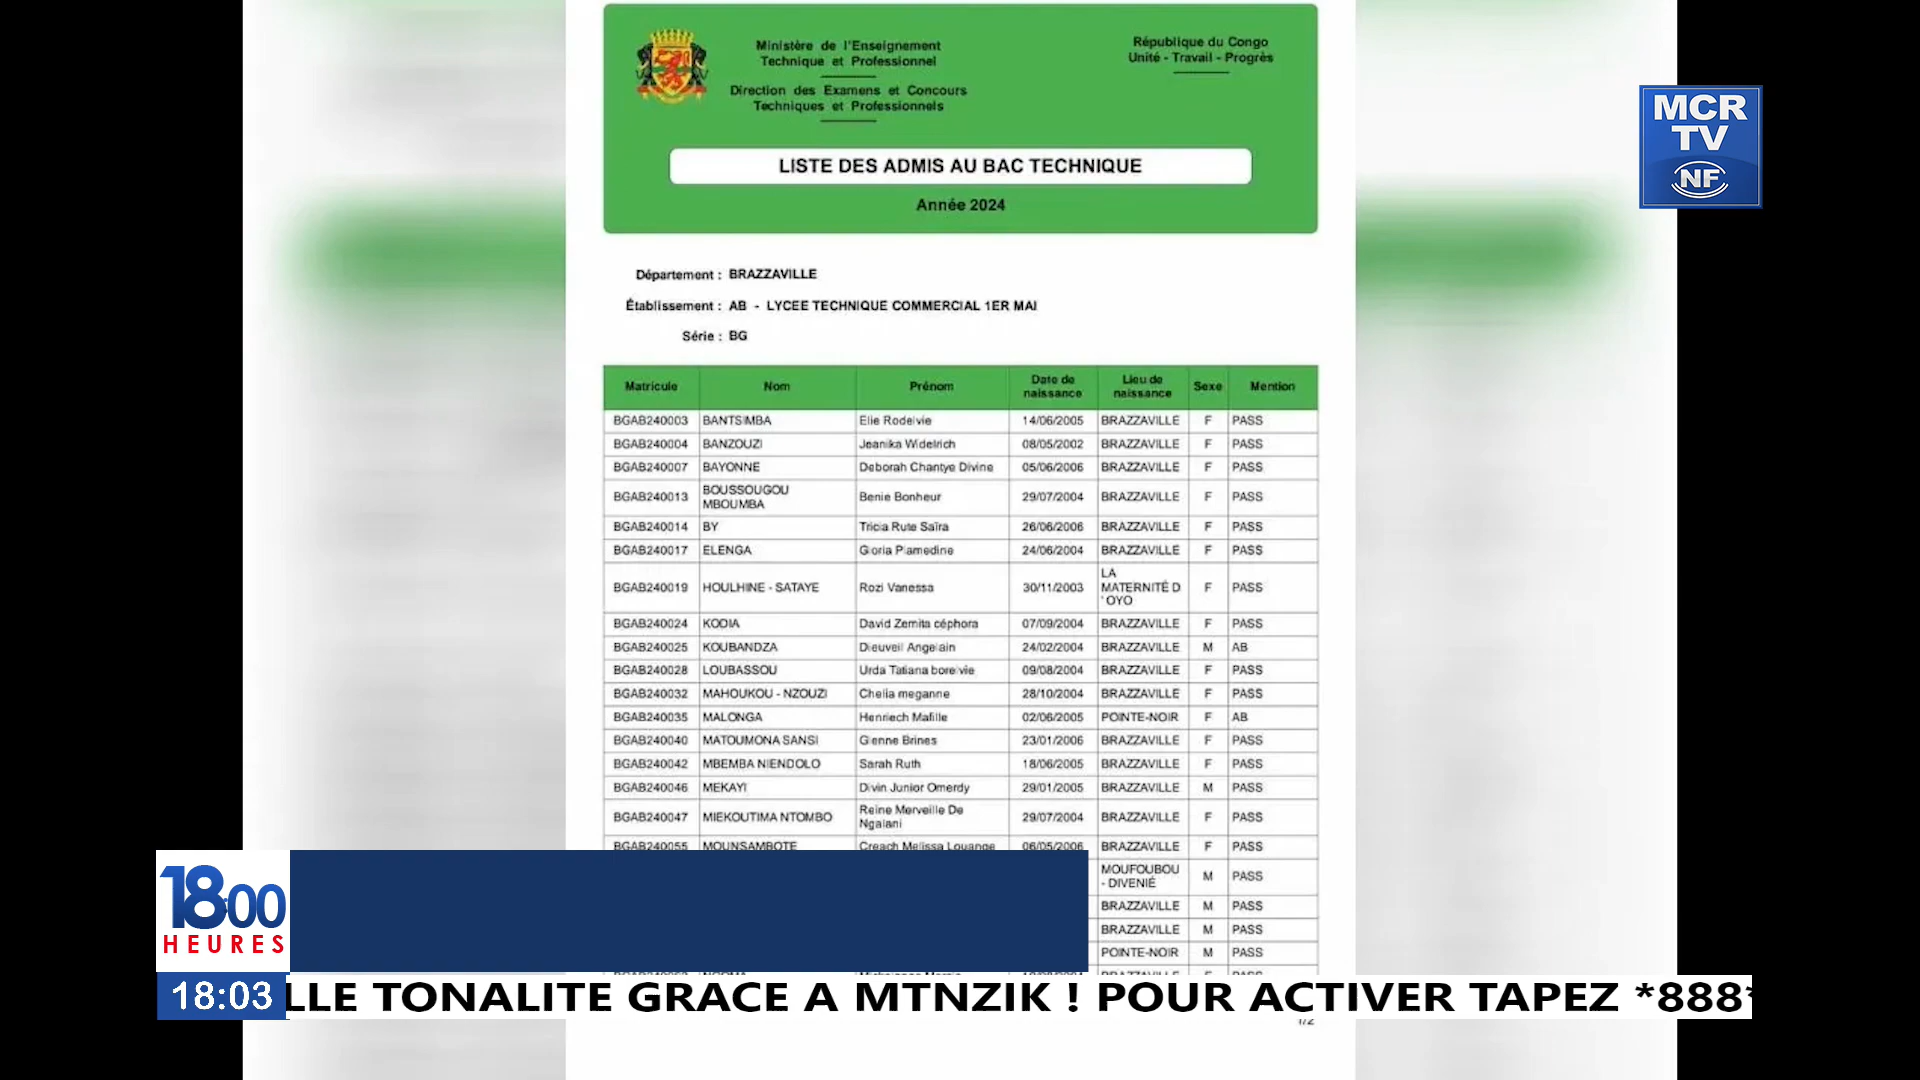 Ministère de l'Enseignement
Technique et Professionnel
Direction des Examens et Concours
Techniques et Professionnels
République du Congo
Unité - Travail - Progrès
MCR
TV
NF
LISTE DES ADMIS AU BAC TECHNIQUE
Année 2024
Département : BRAZZAVILLE
Établissement : AB - LYCEE TECHNIQUE COMMERCIAL 1ER MAI
Série : BG
Matricule Nom Prénom Date de naissance Lieu de naissance Sexe Mention
BGAB240003 BANTSIMBA Elie Rodelvie 14/06/2005 BRAZZAVILLE F PASS
BGAB240004 BANZOUZI Jeanika Widelrich 08/05/2002 BRAZZAVILLE F PASS
BGAB240007 BAYONNE Deborah Chantye Divine 05/06/2006 BRAZZAVILLE F PASS
BGAB240013 BOUSSOUGOU MBOUMBA Benie Bonheur 29/07/2004 BRAZZAVILLE F PASS
BGAB240014 BY Tricia Rute Saïra 26/06/2006 BRAZZAVILLE F PASS
BGAB240017 ELENGA Gloria Plamedine 24/06/2004 BRAZZAVILLE F PASS
BGAB240019 HOULHINE - SATAYE Rozi Vanessa 30/11/2003 LA MATERNITÉ D ' OYO F PASS
BGAB240024 KODIA David Zemita céphora 07/09/2004 BRAZZAVILLE F PASS
BGAB240025 KOUBANDZA Dieuveil Angelain 24/02/2004 BRAZZAVILLE M AB
BGAB240028 LOUBASSOU Urda Tatiana borelvie 09/08/2004 BRAZZAVILLE F PASS
BGAB240032 MAHOUKOU - NZOUZI Chelia meganne 28/10/2004 BRAZZAVILLE F PASS
BGAB240035 MALONGA Henriech Mafille 02/06/2005 POINTE-NOIR F AB
BGAB240040 MATOUMONA SANSI Glenne Brines 23/01/2006 BRAZZAVILLE F PASS
BGAB240042 MBEMBA NIENDOLO Sarah Ruth 18/06/2005 BRAZZAVILLE F PASS
BGAB240046 MEKAYI Divin Junior Omerdy 29/01/2005 BRAZZAVILLE M PASS
BGAB240047 MIEKOUTIMA NTOMBO Reine Merveille De Ngalani 29/07/2004 BRAZZAVILLE F PASS
BGAB240055 MOUNSAMBOTE Creach Melissa Louange 06/05/2006 BRAZZAVILLE F PASS
MOUFOUBOU - DIVENIÉ M PASS
BRAZZAVILLE M PASS
BRAZZAVILLE M PASS
POINTE-NOIR M PASS
18:00
HEURES
18:03
LLE TONALITE GRACE A MTNZIK ! POUR ACTIVER TAPEZ *888*
1/2